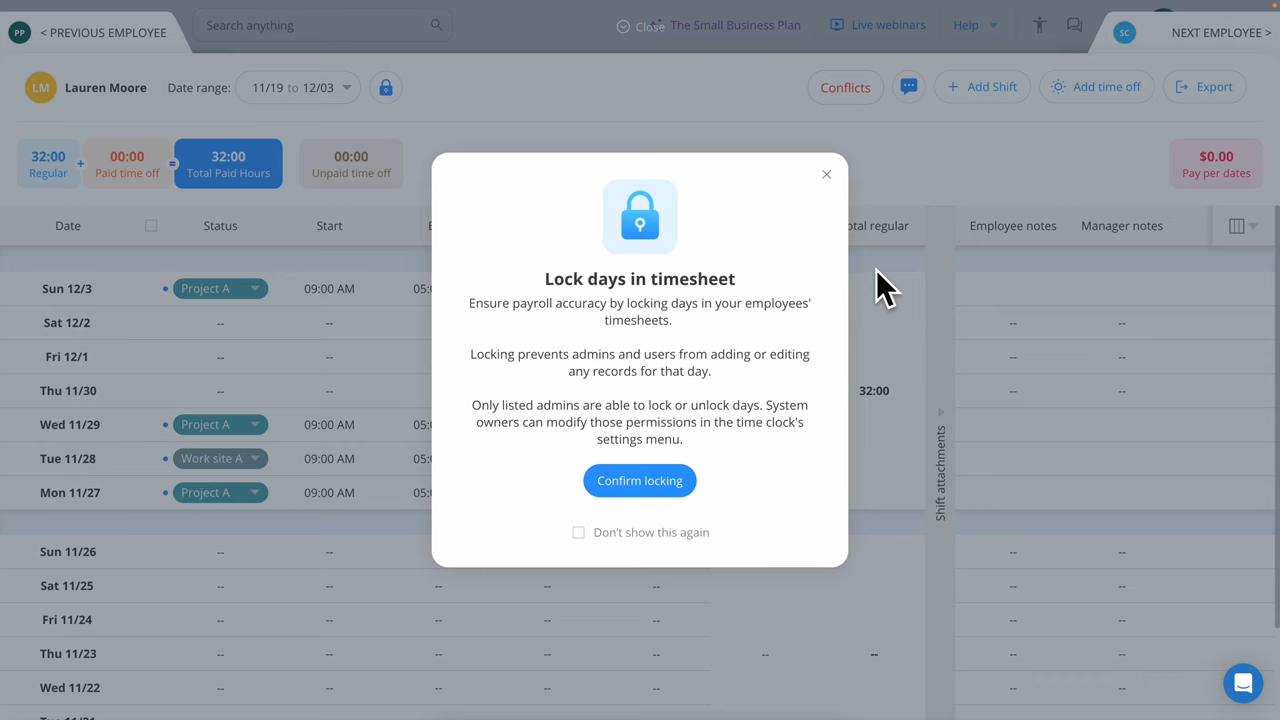 PP < PREVIOUS EMPLOYEE
Search anything
Close
The Small Business Plan
Live webinars
Help
SC NEXT EMPLOYEE >
LM Lauren Moore
Date range: 11/19 to 12/03
Conflicts
+ Add Shift
Add time off
Export
32:00 + 00:00 = 32:00 00:00 $0.00
Regular Paid time off Total Paid Hours Unpaid time off Pay per dates
Date Status Start
otal regular Employee notes Manager notes
Sun 12/3 Project A 09:00 AM 05:
Sat 12/2 -- -- -- --
Fri 12/1 -- -- -- --
Thu 11/30 -- -- 32:00 -- --
Wed 11/29 Project A 09:00 AM 05:
Tue 11/28 Work site A 09:00 AM 05:
Mon 11/27 Project A 09:00 AM 05:
Shift attachments
Sun 11/26 -- -- -- -- -- -- --
Sat 11/25 -- -- -- -- -- -- --
Fri 11/24 -- -- -- -- -- -- --
Thu 11/23 -- -- -- -- -- -- -- -- --
Wed 11/22 -- -- -- -- -- -- --
Lock days in timesheet
Ensure payroll accuracy by locking days in your employees'
timesheets.
Locking prevents admins and users from adding or editing
any records for that day.
Only listed admins are able to lock or unlock days. System
owners can modify those permissions in the time clock's
settings menu.
Confirm locking
Don't show this again